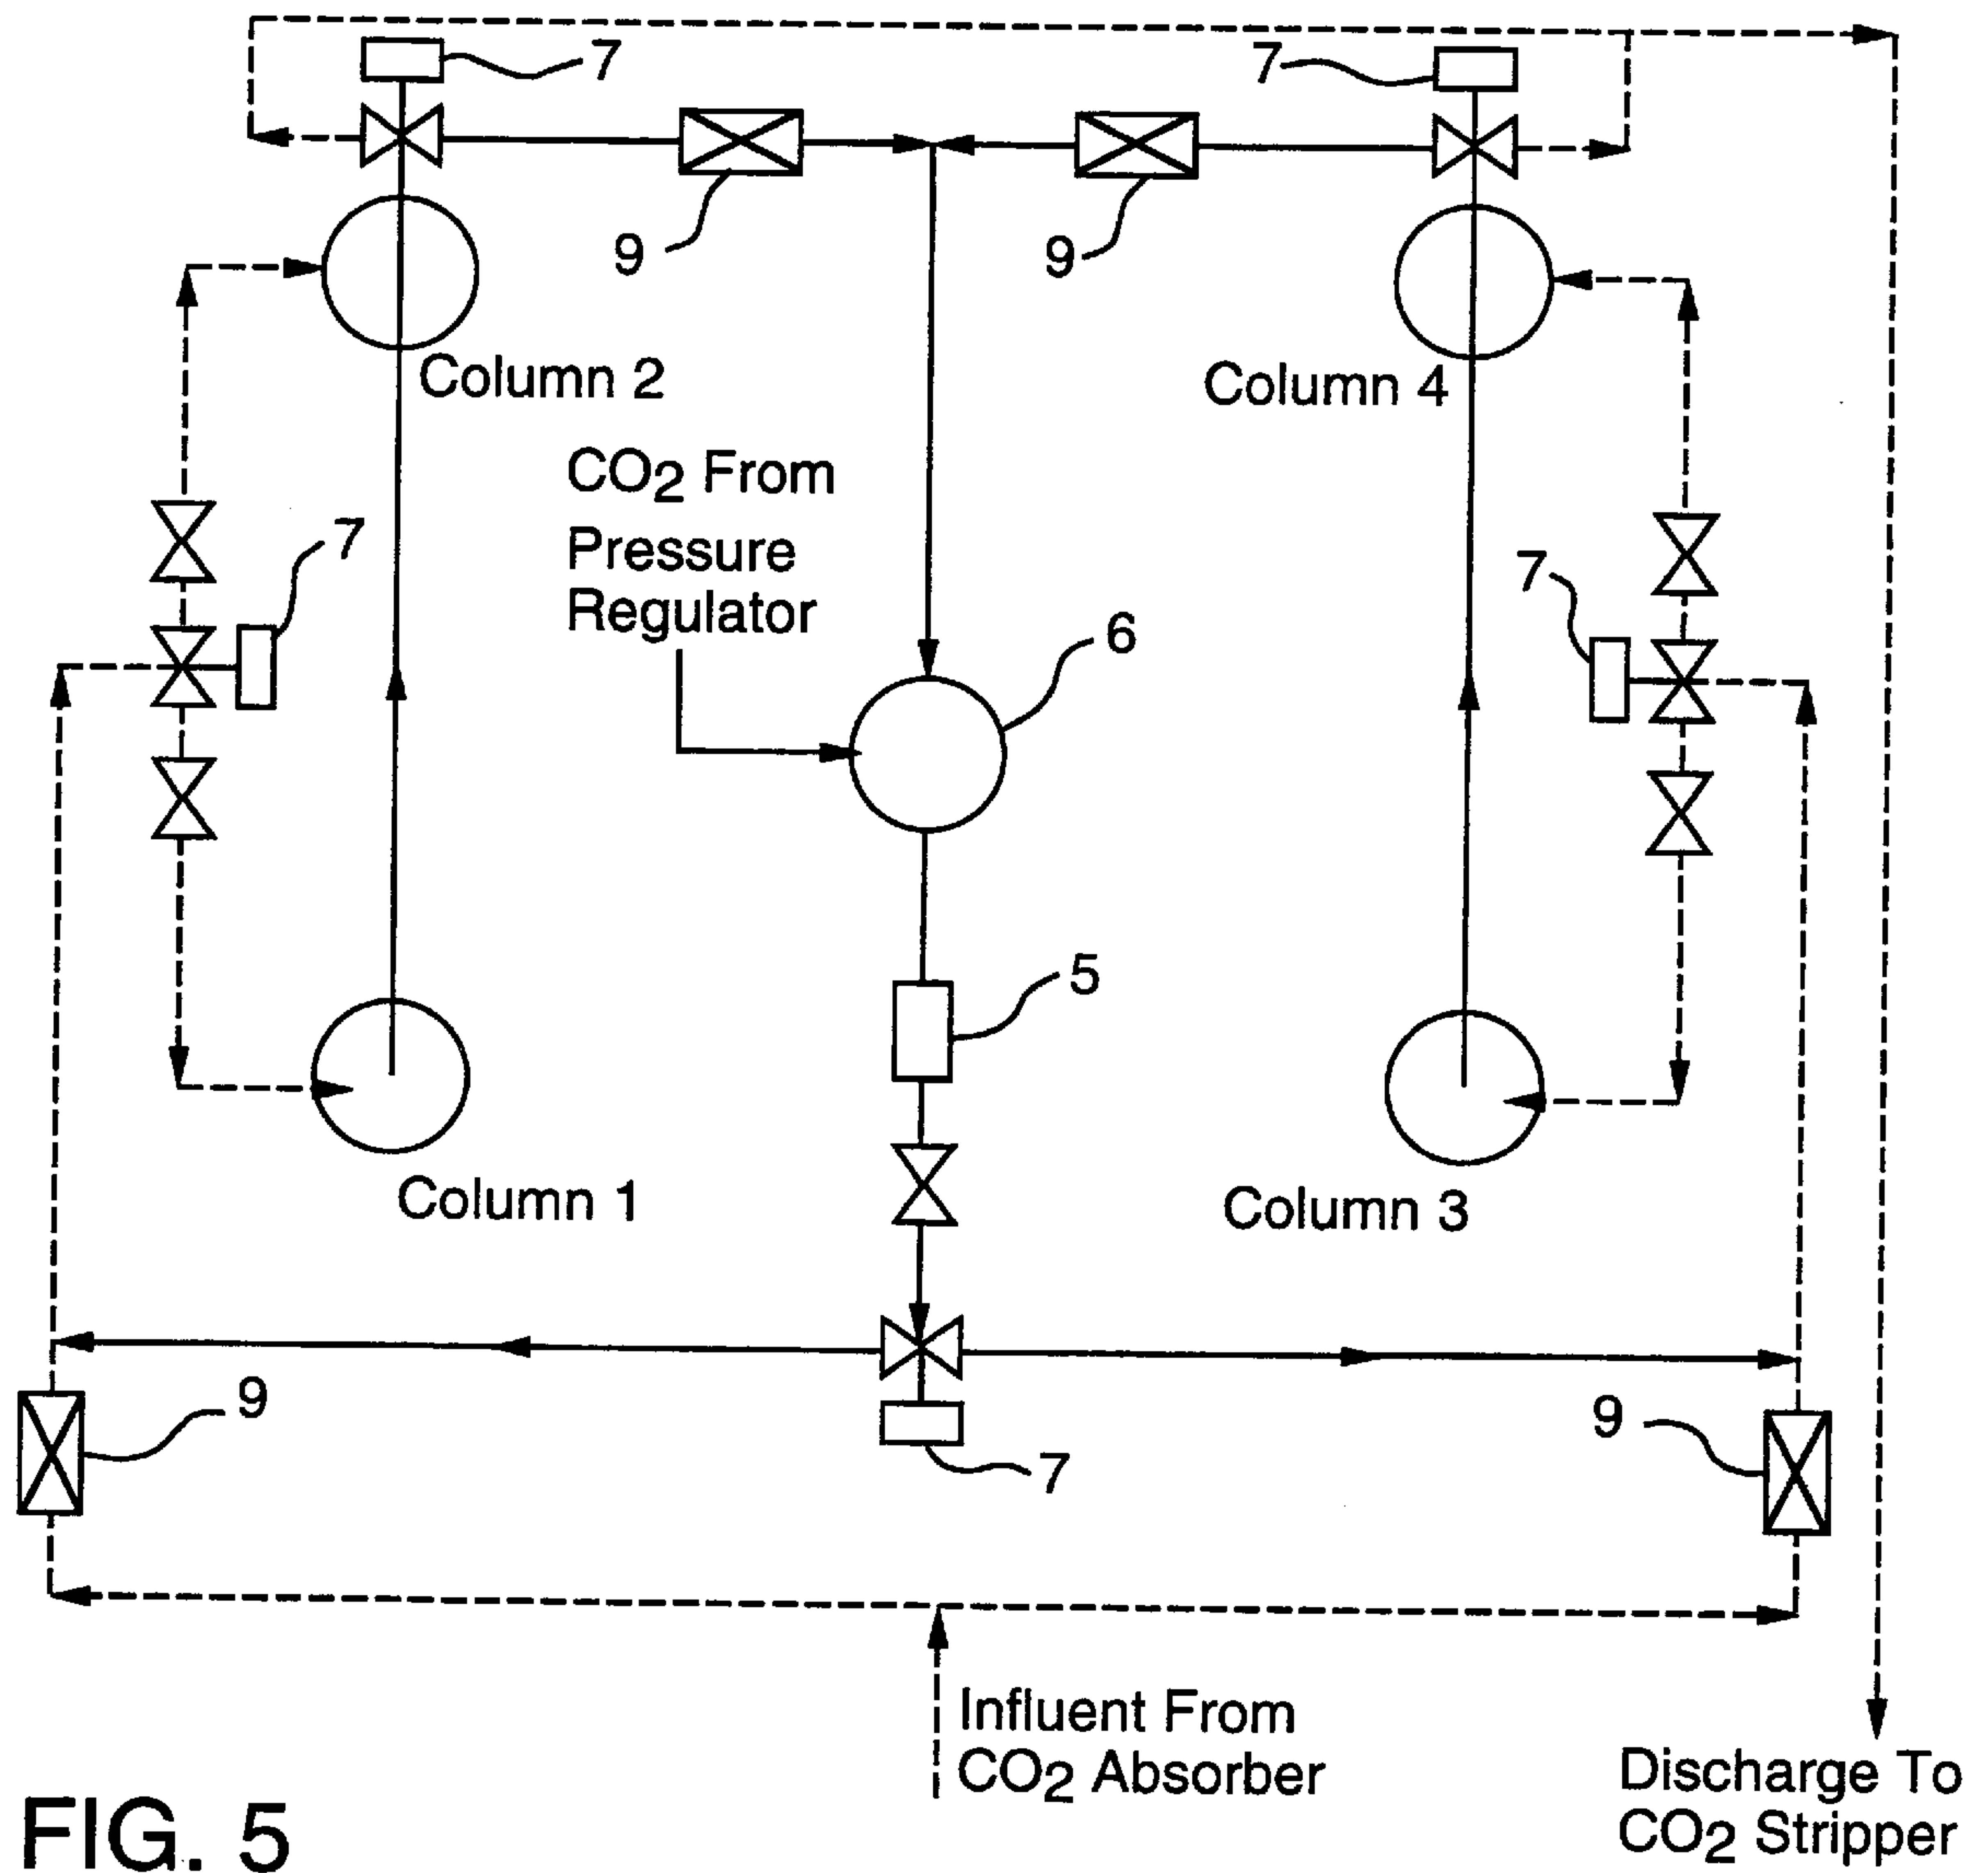 7
7
9
9
Column 2
Column 4
CO2 From
Pressure
Regulator
7
7
6
5
Column 1
Column 3
9
9
7
Influent From
CO2 Absorber
Discharge To
CO2 Stripper
FIG. 5